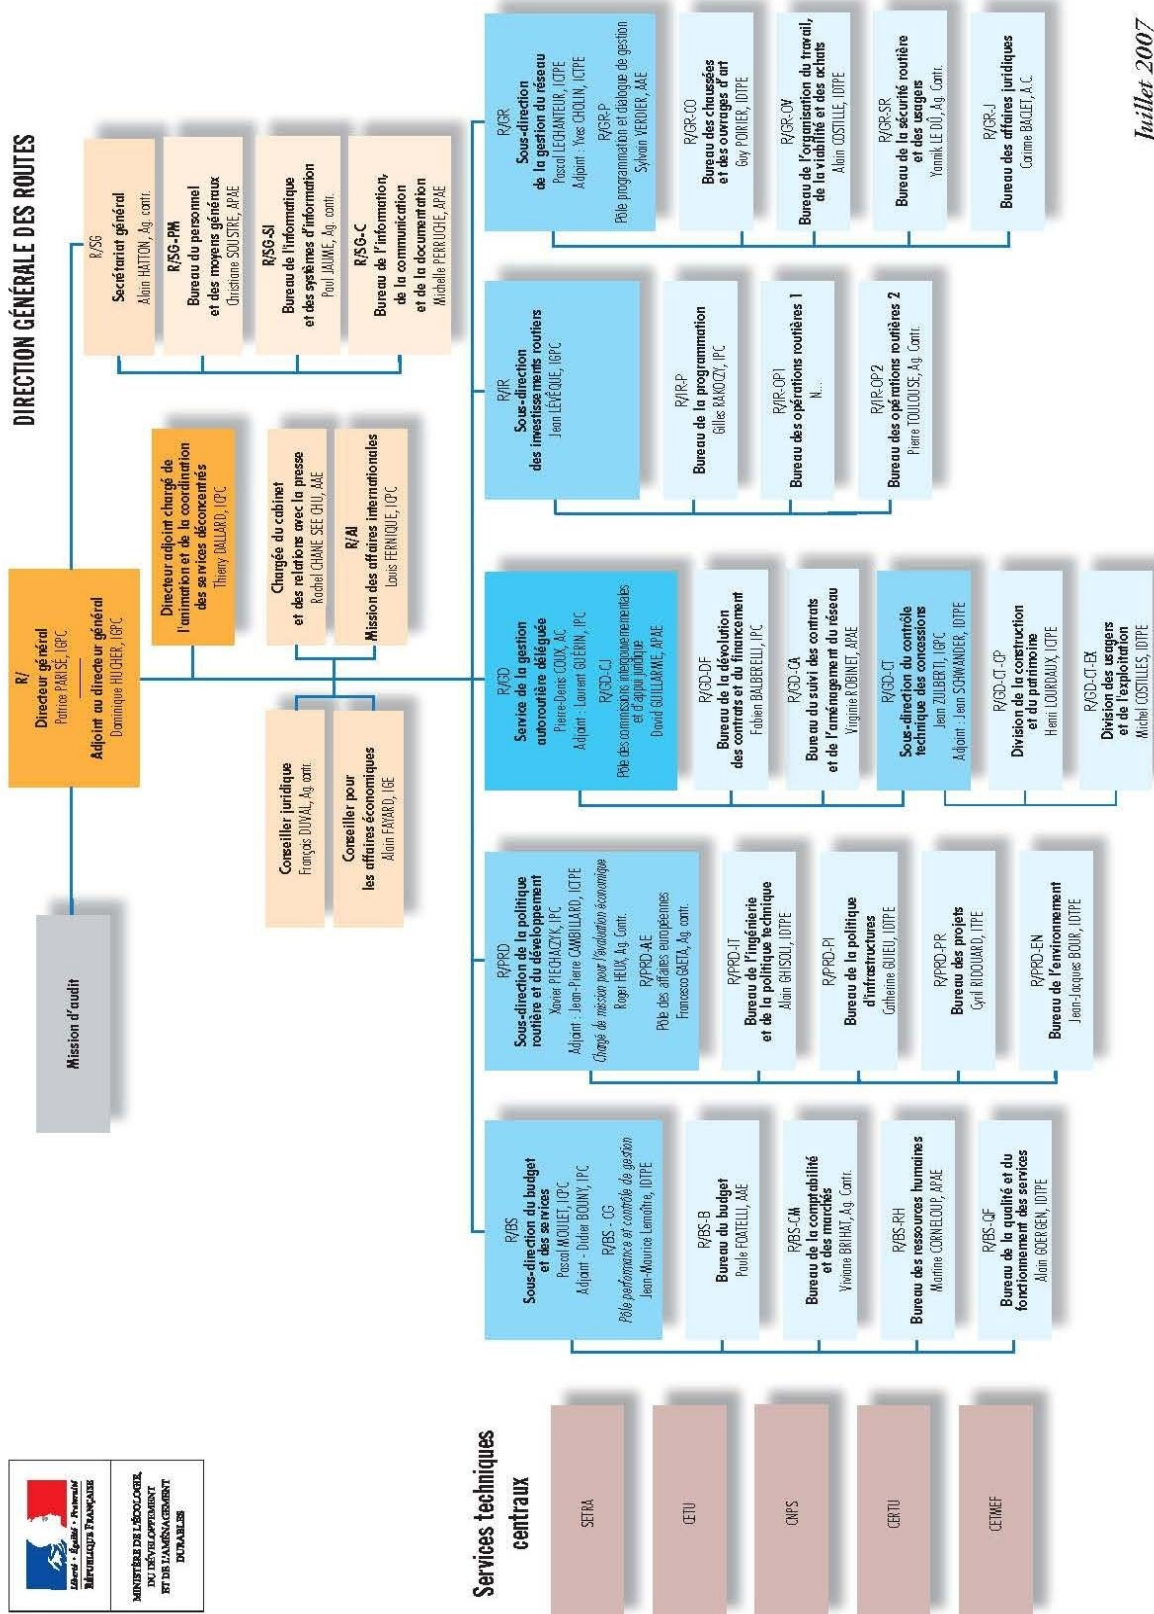 Liberté • Égalité • Fraternité
RÉPUBLIQUE FRANÇAISE
MINISTÈRE DE L'ÉCOLOGIE,
DU DÉVELOPPEMENT
ET DE L'AMÉNAGEMENT
DURABLES
DIRECTION GÉNÉRALE DES ROUTES
Mission d'audit
R/
Directeur général
Patrice PARISÉ, IGPC
Adjoint au directeur général
Dominique HUCHER, IGPC
Directeur adjoint chargé de
l'animation et de la coordination
des services déconcentrés
Thierry DALLARD, ICPC
Conseiller juridique
François DUVAL, Ag. contr.
Conseiller pour
les affaires économiques
Alain FAYARD, IGE
Chargée du cabinet
et des relations avec la presse
Rachel CHANE SEE CHU, AAE
R/AI
Mission des affaires internationales
Louis FERNIQUE, ICPC
R/SG
Secrétariat général
Alain HATTON, Ag. contr.
R/SG-PM
Bureau du personnel
et des moyens généraux
Christiane SOUSTRE, APAE
R/SG-SI
Bureau de l'informatique
et des systèmes d'information
Paul JAUME, Ag. contr.
R/SG-C
Bureau de l'information,
de la communication
et de la documentation
Michelle PERRUCHE, APAE
Services techniques
centraux
SETRA
CETU
CNPS
CERTU
CETMEF
R/BS
Sous-direction du budget
et des services
Pascal MOULET, ICPC
Adjoint - Didier BOUNY, IPC
R/BS - CG
Pôle performance et contrôle de gestion
Jean-Maurice Lemaître, IDTPE
R/BS-B
Bureau du budget
Paule FOATELLI, AAE
R/BS-CM
Bureau de la comptabilité
et des marchés
Viviane BRIHAT, Ag. Contr.
R/BS-RH
Bureau des ressources humaines
Martine CORNELOUP, APAE
R/BS-QF
Bureau de la qualité et du
fonctionnement des services
Alain GOERGEN, IDTPE
R/PRD
Sous-direction de la politique
routière et du développement
Xavier PIECHACZYK, IPC
Adjoint : Jean-Pierre CAMBILLARD, ICTPE
Chargé de mission pour l'évaluation économique
Roger HEUX, Ag. Contr.
R/PRD-AE
Pôle des affaires européennes
Francesco GAETA, Ag. contr.
R/PRD-IT
Bureau de l'ingénierie
et de la politique technique
Alain GHISOLI, IDTPE
R/PRD-PI
Bureau de la politique
d'infrastructures
Catherine GUIEU, IDTPE
R/PRD-PR
Bureau des projets
Cyril RIDOUARD, ITPE
R/PRD-EN
Bureau de l'environnement
Jean-Jacques BOUR, IDTPE
R/GD
Service de la gestion
autoroutière déléguée
Pierre-Denis COUX, AC
Adjoint : Laurent GUÉRIN, IPC
R/GD-CJ
Pôle des commissions intergouvernementales
et d'appui juridique
David GUILLARME, APAE
R/GD-DF
Bureau de la dévolution
des contrats et du financement
Fabien BALDERELLI, IPC
R/GD-CA
Bureau du suivi des contrats
et de l'aménagement du réseau
Virginie ROBINET, APAE
R/GD-CT
Sous-direction du contrôle
technique des concessions
Jean ZULBERTI, IGPC
Adjoint : Jean SCHWANDER, IDTPE
R/GD-CT-CP
Division de la construction
et du patrimoine
Henri LOURDAUX, ICTPE
R/GD-CT-EX
Division des usagers
et de l'exploitation
Michel COSTILLES, IDTPE
R/IR
Sous-direction
des investissements routiers
Jean LEVÊQUE, IGPC
R/IR-P
Bureau de la programmation
Gilles RAKOCZY, IPC
R/IR-OP1
Bureau des opérations routières 1
N...
R/IR-OP2
Bureau des opérations routières 2
Pierre TOULOUSE, Ag. Contr.
R/GR
Sous-direction
de la gestion du réseau
Pascal LECHANTEUR, ICTPE
Adjoint : Yves CHOLIN, ICTPE
R/GR-P
Pôle programmation et dialogue de gestion
Sylvain VERDIER, AAE
R/GR-CO
Bureau des chaussées
et des ouvrages d'art
Guy POIRIER, IDTPE
R/GR-OV
Bureau de l'organisation du travail,
de la viabilité et des achats
Alain COSTILLE, IDTPE
R/GR-SR
Bureau de la sécurité routière
et des usagers
Yannik LE DÛ, Ag. Contr.
R/GR-J
Bureau des affaires juridiques
Corinne BACLET, A.C.
Juillet 2007